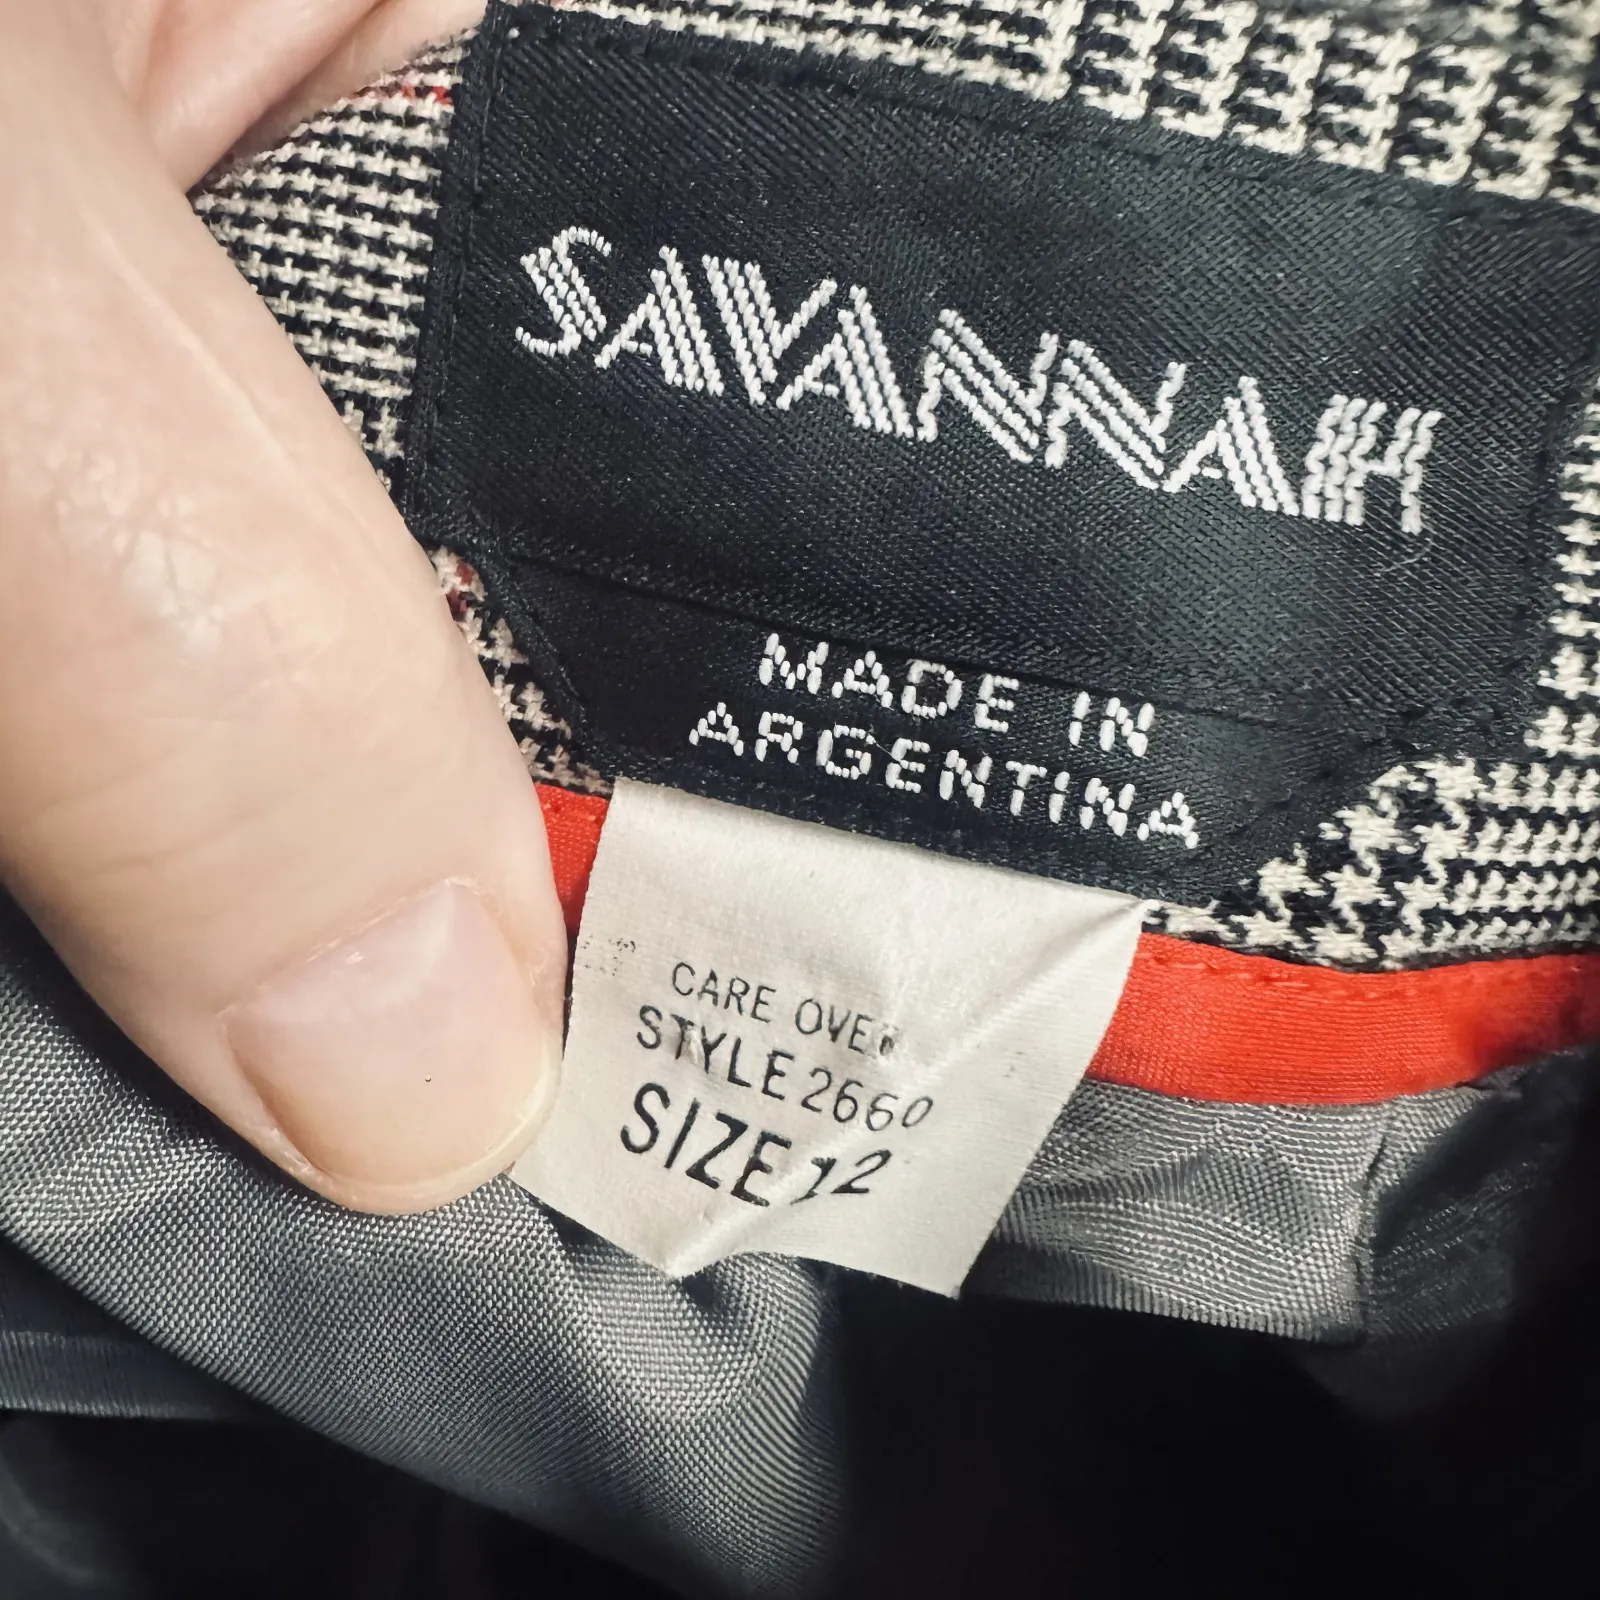 SAVANNAH
MADE IN
ARGENTINA
CARE OVER
STYLE 2660
SIZE 12